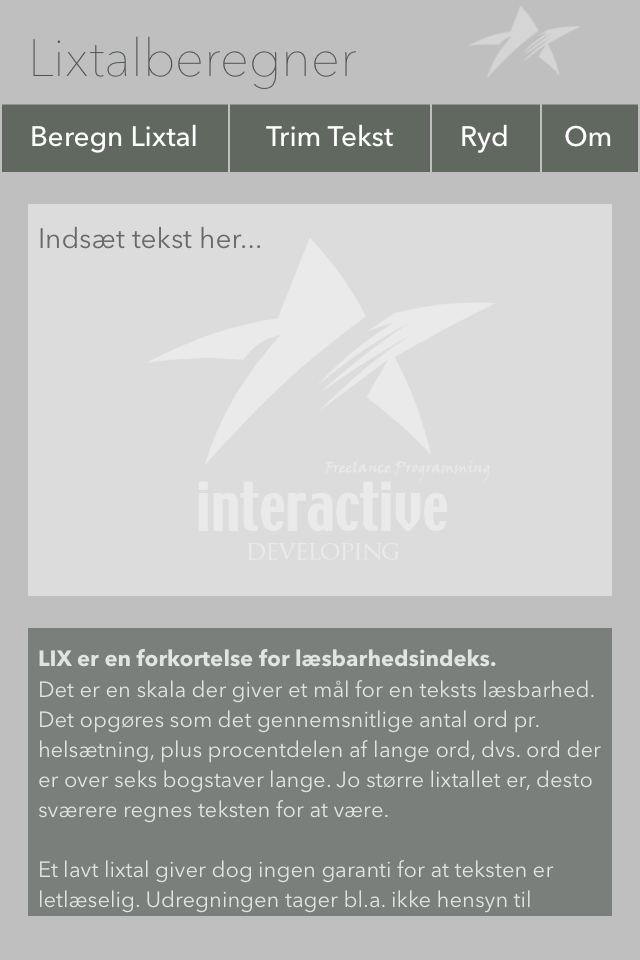 Lixtalberegner
Beregn Lixtal
Trim Tekst
Ryd
Om
Indsæt tekst her...
Freelance Programming
interactive
DEVELOPING
LIX er en forkortelse for læsbarhedsindeks.
Det er en skala der giver et mål for en teksts læsbarhed.
Det opgøres som det gennemsnitlige antal ord pr.
helsætning, plus procentdelen af lange ord, dvs. ord der
er over seks bogstaver lange. Jo større lixtallet er, desto
sværere regnes teksten for at være.
Et lavt lixtal giver dog ingen garanti for at teksten er
letlæselig. Udregningen tager bl.a. ikke hensyn til